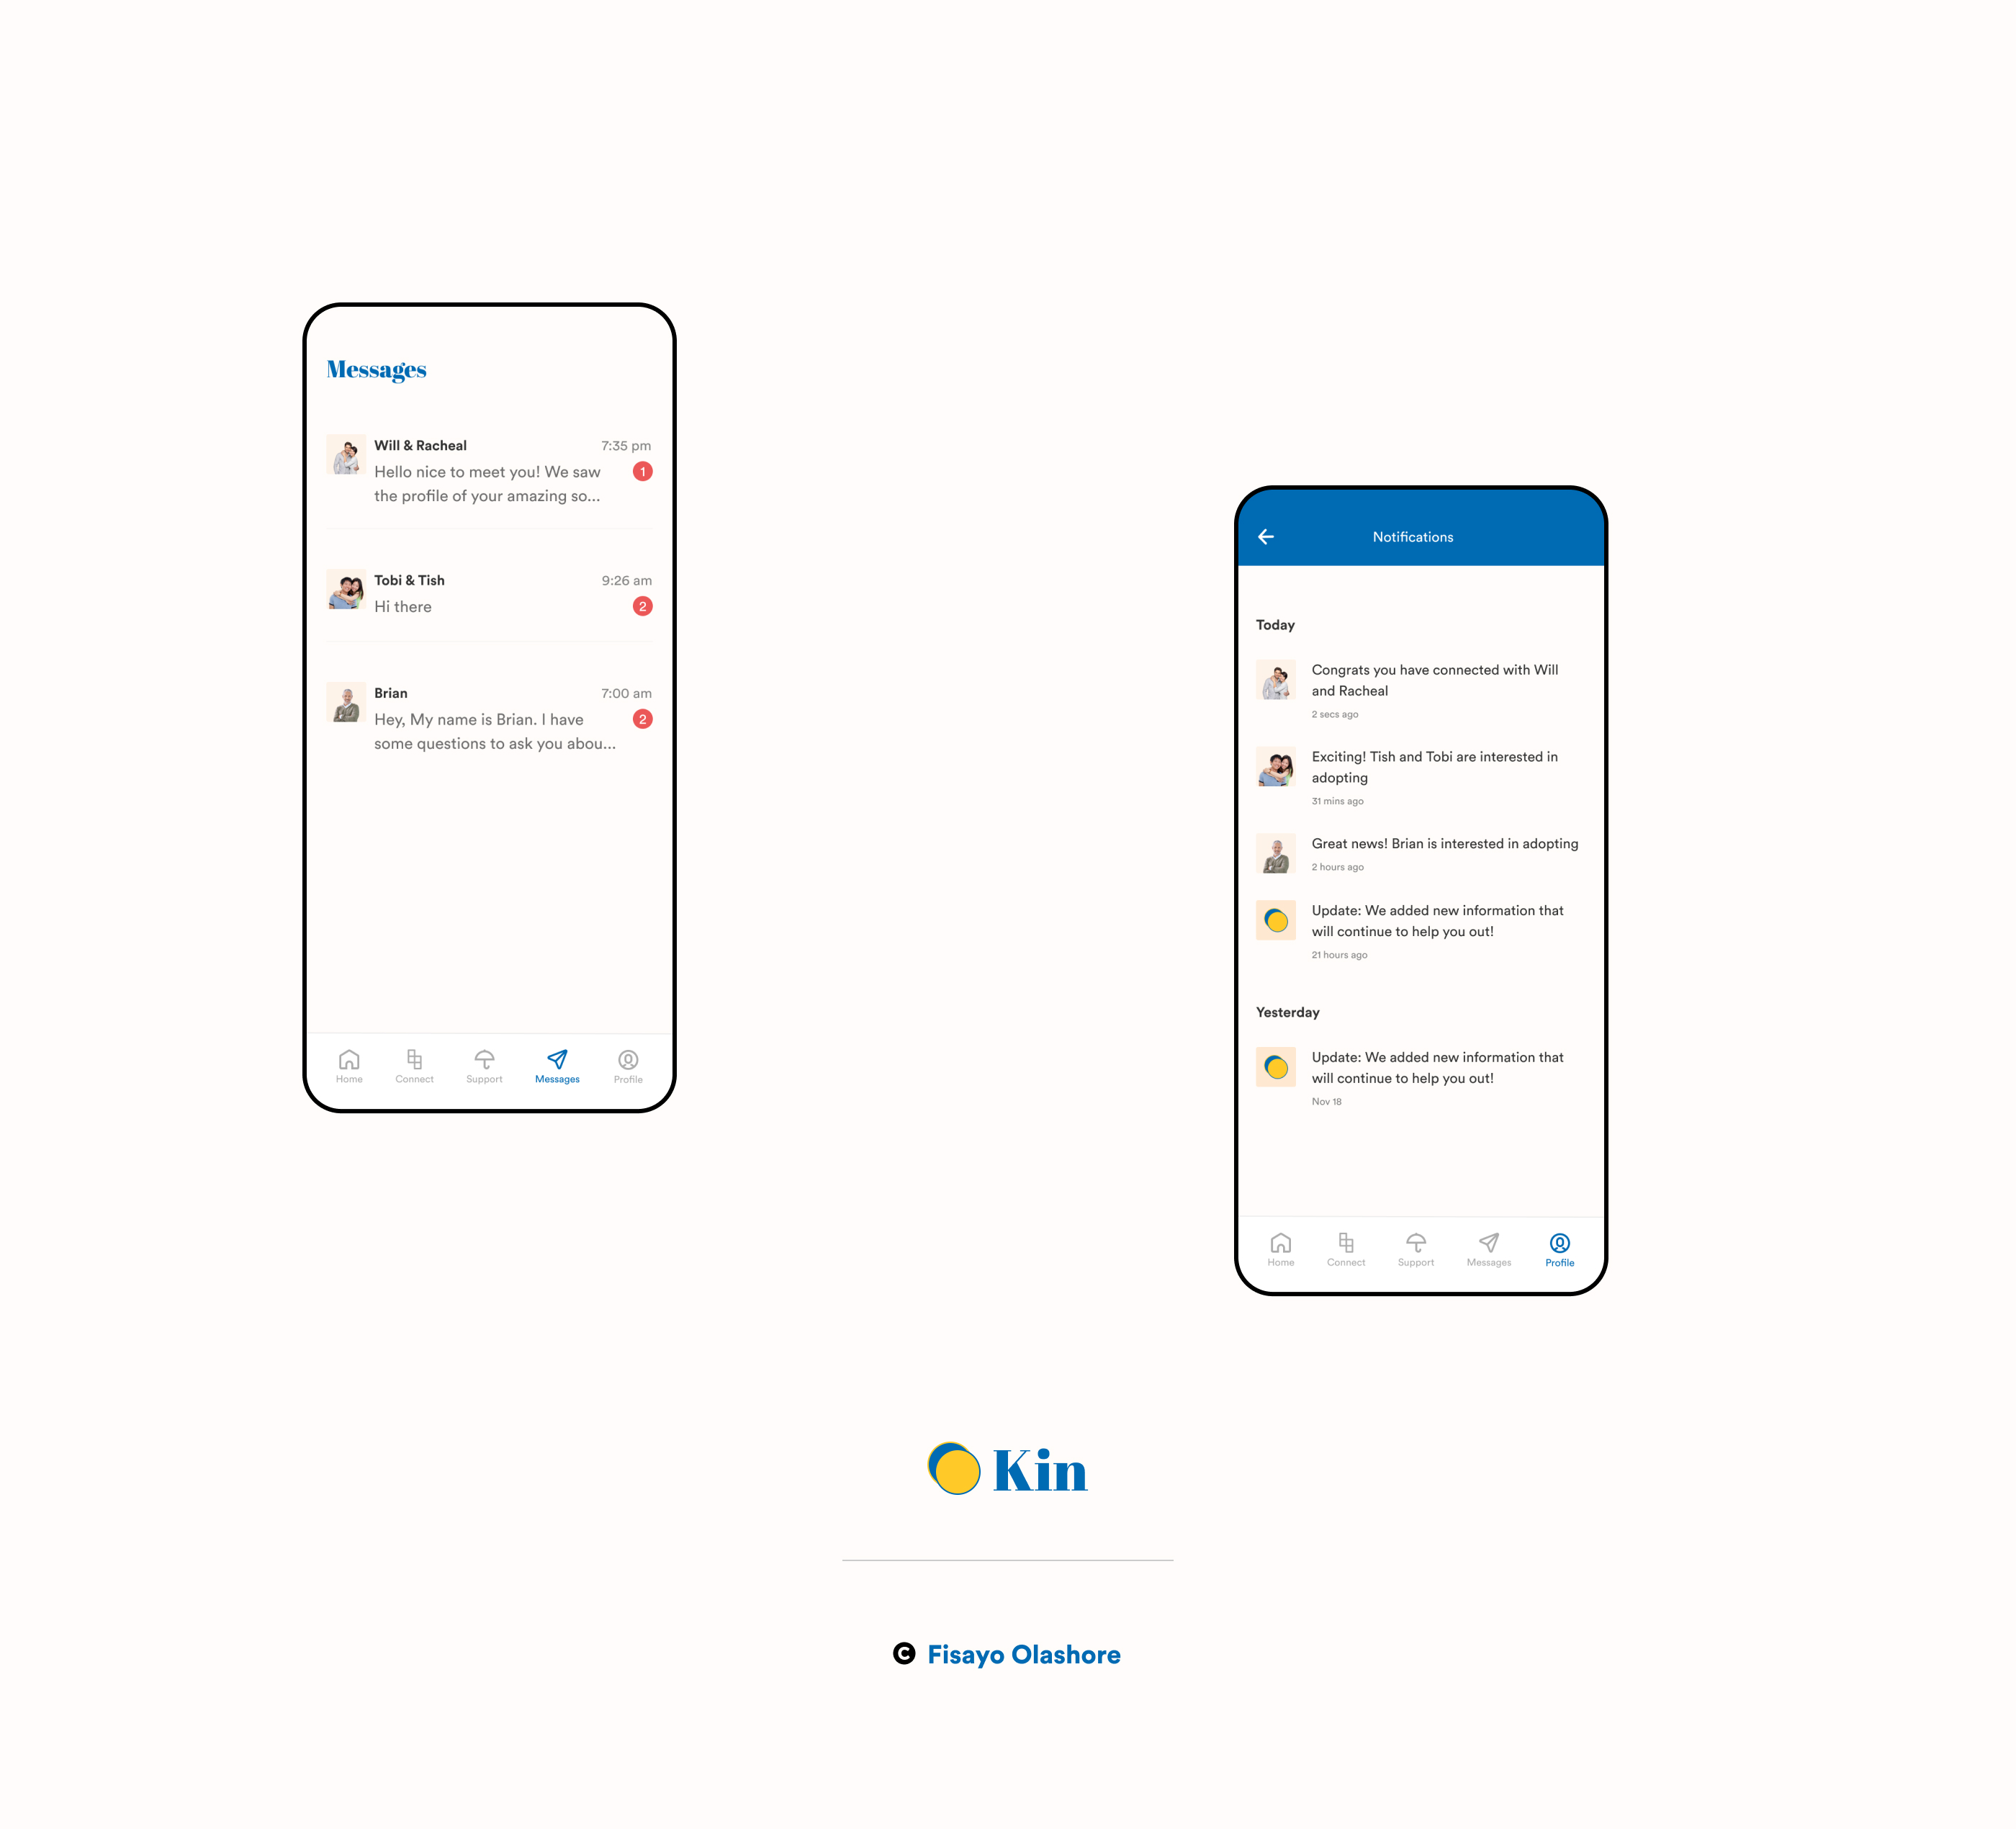 Messages
Will & Racheal
7:35 pm
Hello nice to meet you! We saw
1
the profile of your amazing so...
Tobi & Tish
9:26 am
Hi there
2
Brian
7:00 am
Hey, My name is Brian. I have
2
some questions to ask you abou...
Home
Connect
Support
Messages
Profile
Notifications
Today
Congrats you have connected with Will
and Racheal
2 secs ago
Exciting! Tish and Tobi are interested in
adopting
31 mins ago
Great news! Brian is interested in adopting
2 hours ago
Update: We added new information that
will continue to help you out!
21 hours ago
Yesterday
Update: We added new information that
will continue to help you out!
Nov 18
Home
Connect
Support
Messages
Profile
Kin
C Fisayo Olashore